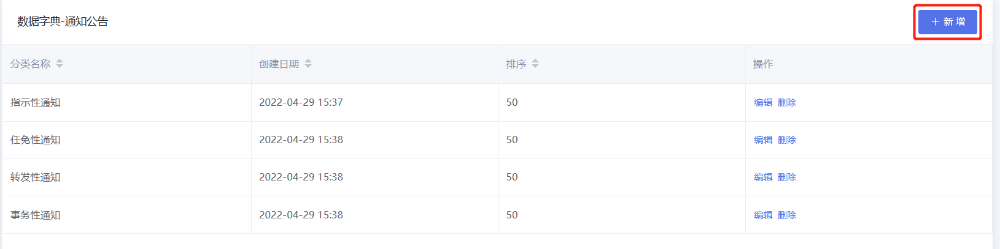 数据字典-通知公告
+ 新 增
分类名称 创建日期 排序 操作
指示性通知 2022-04-29 15:37 50 编辑 删除
任免性通知 2022-04-29 15:38 50 编辑 删除
转发性通知 2022-04-29 15:38 50 编辑 删除
事务性通知 2022-04-29 15:38 50 编辑 删除